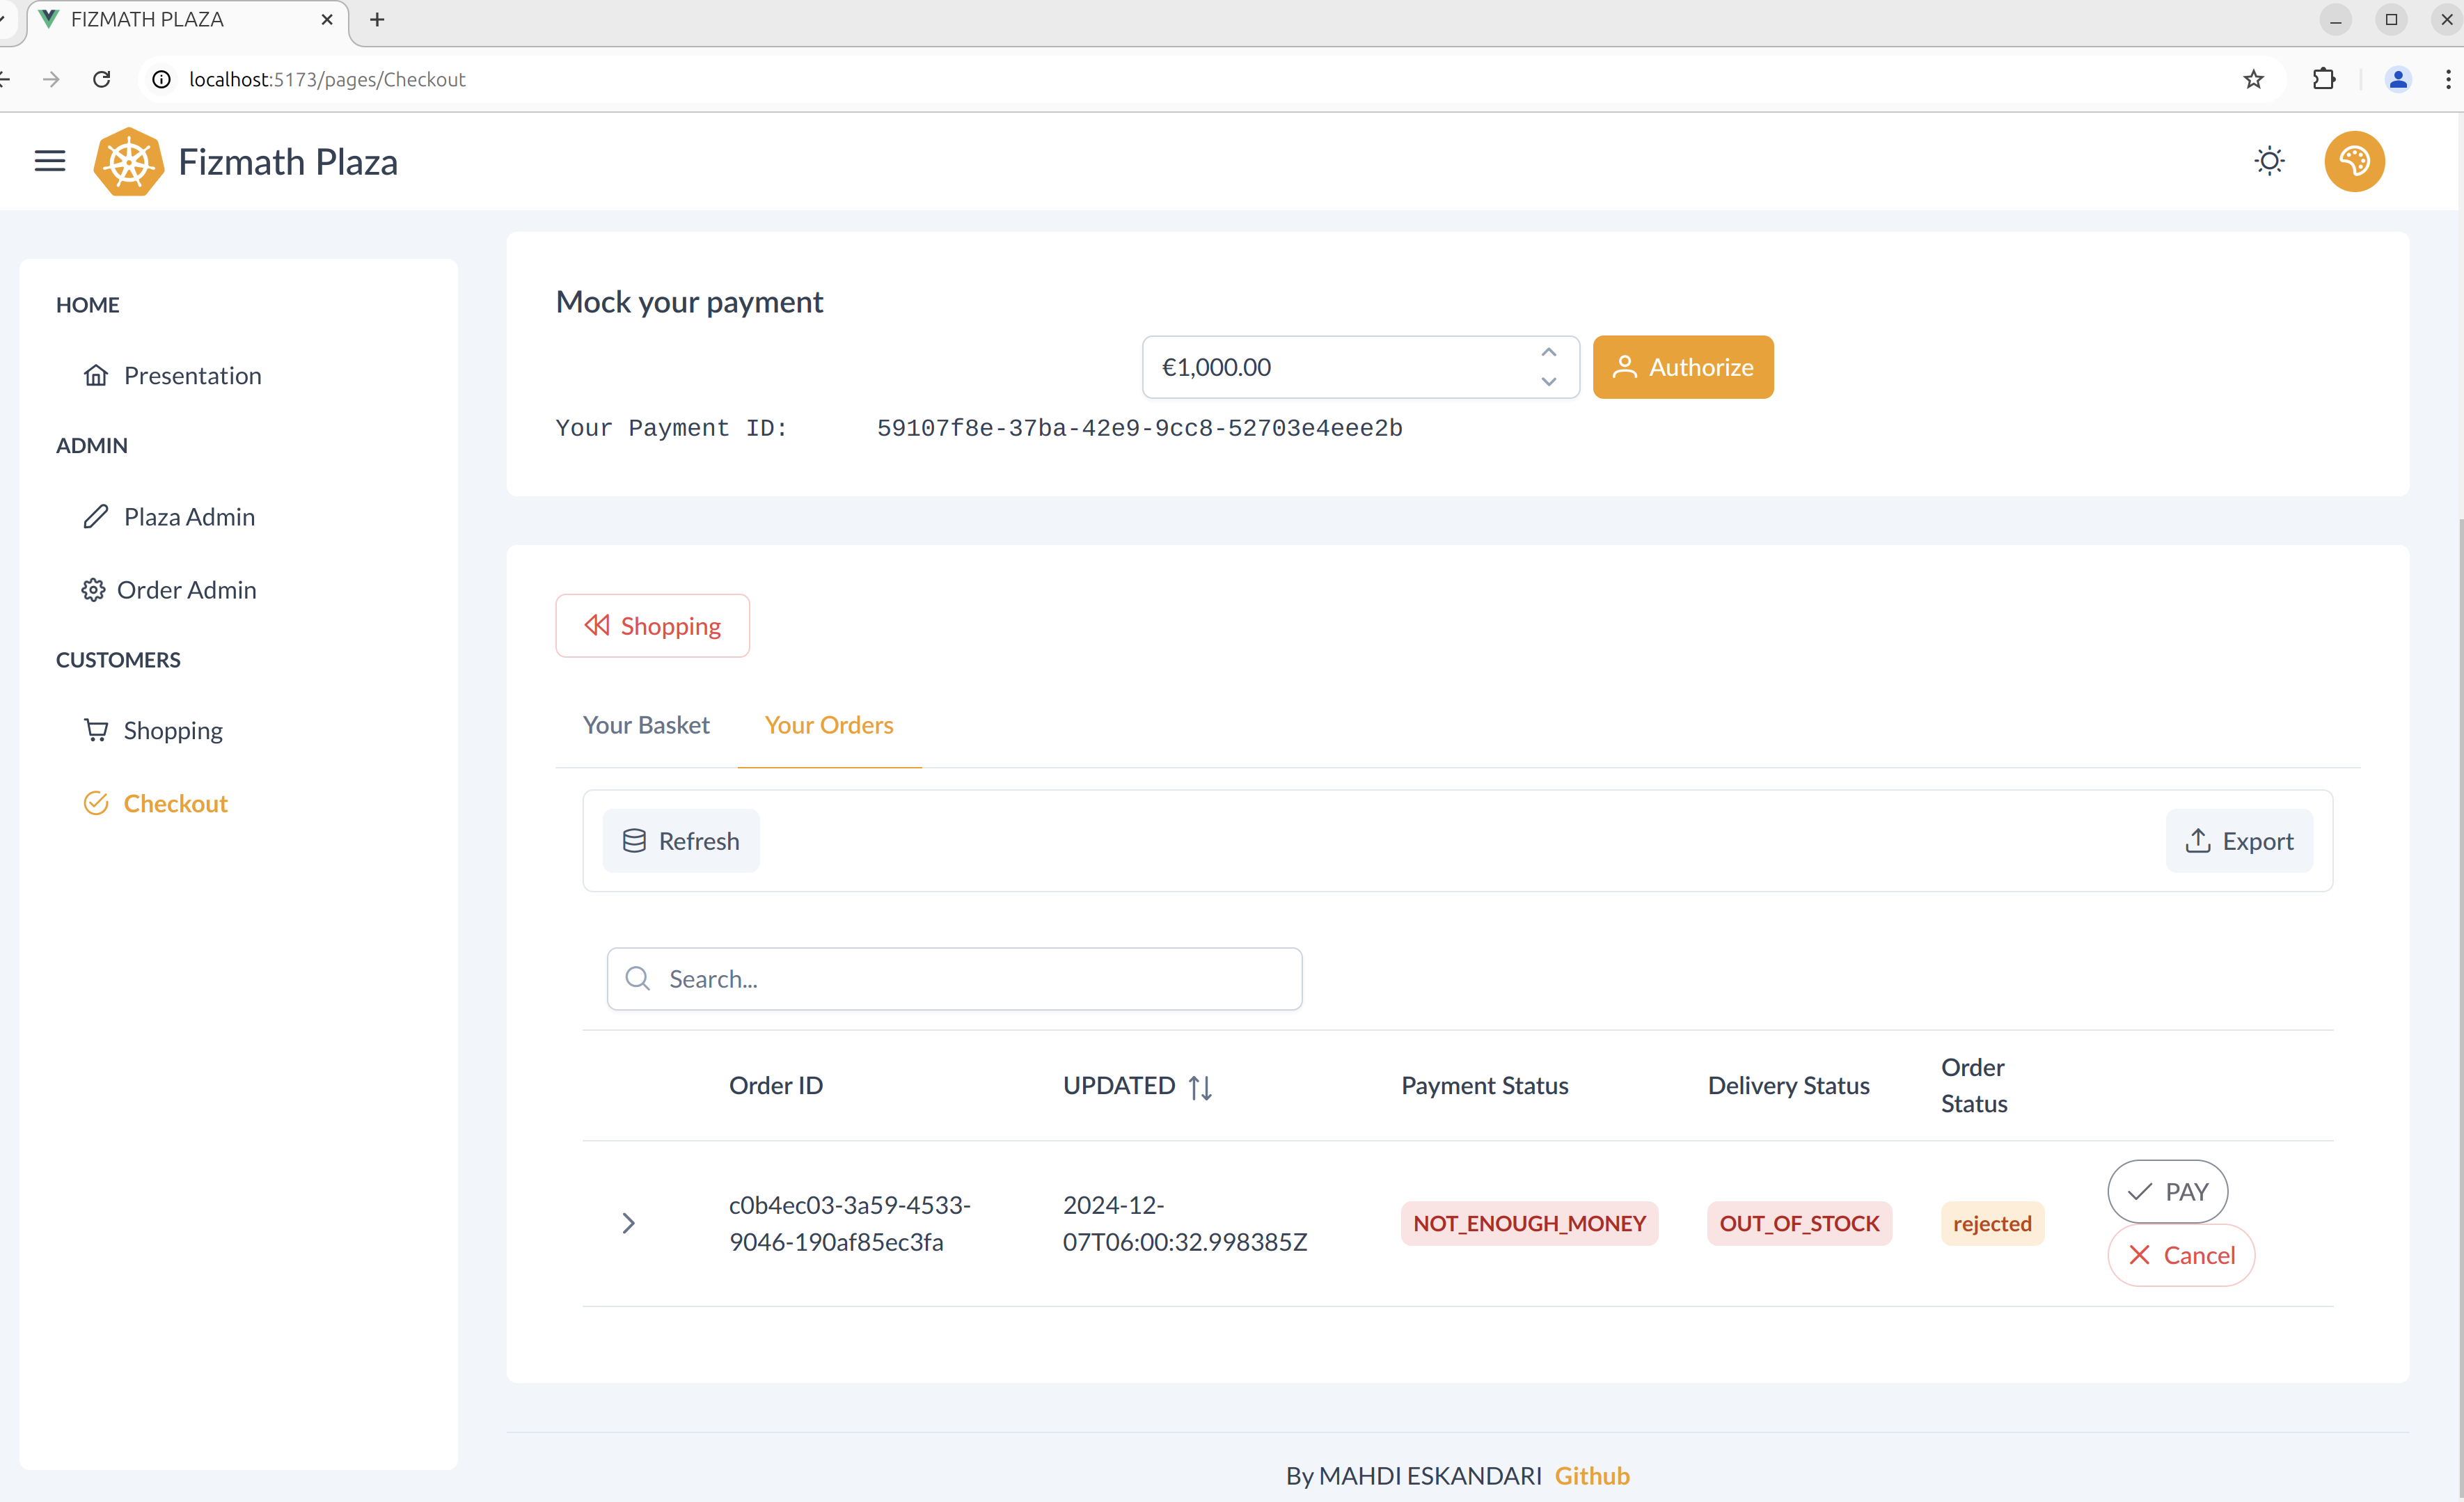 FIZMATH PLAZA
localhost:5173/pages/Checkout
Fizmath Plaza
HOME
Presentation
ADMIN
Plaza Admin
Order Admin
CUSTOMERS
Shopping
Checkout
Mock your payment
€1,000.00
Authorize
Your Payment ID: 59107f8e-37ba-42e9-9cc8-52703e4eee2b
Shopping
Your Basket Your Orders
Refresh
Export
Search...
Order ID UPDATED Payment Status Delivery Status Order
Status
c0b4ec03-3a59-4533-
9046-190af85ec3fa
2024-12-
07T06:00:32.998385Z
NOT_ENOUGH_MONEY
OUT_OF_STOCK
rejected
PAY
Cancel
By MAHDI ESKANDARI Github